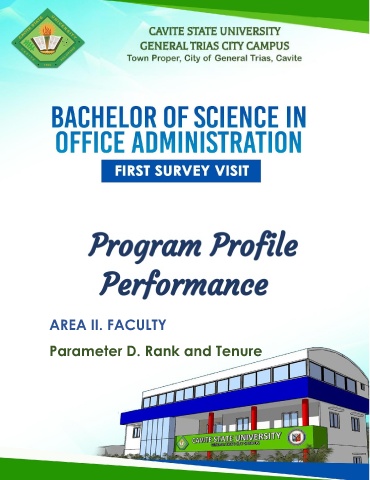 CAVITE STATE UNIVERSITY
GENERAL TRIAS CITY CAMPUS
Town Proper, City of General Trias, Cavite
BACHELOR OF SCIENCE IN
OFFICE ADMINISTRATION
FIRST SURVEY VISIT
Program Profile
Performance
AREA II. FACULTY
Parameter D. Rank and Tenure
CAVITE STATE UNIVERSITY